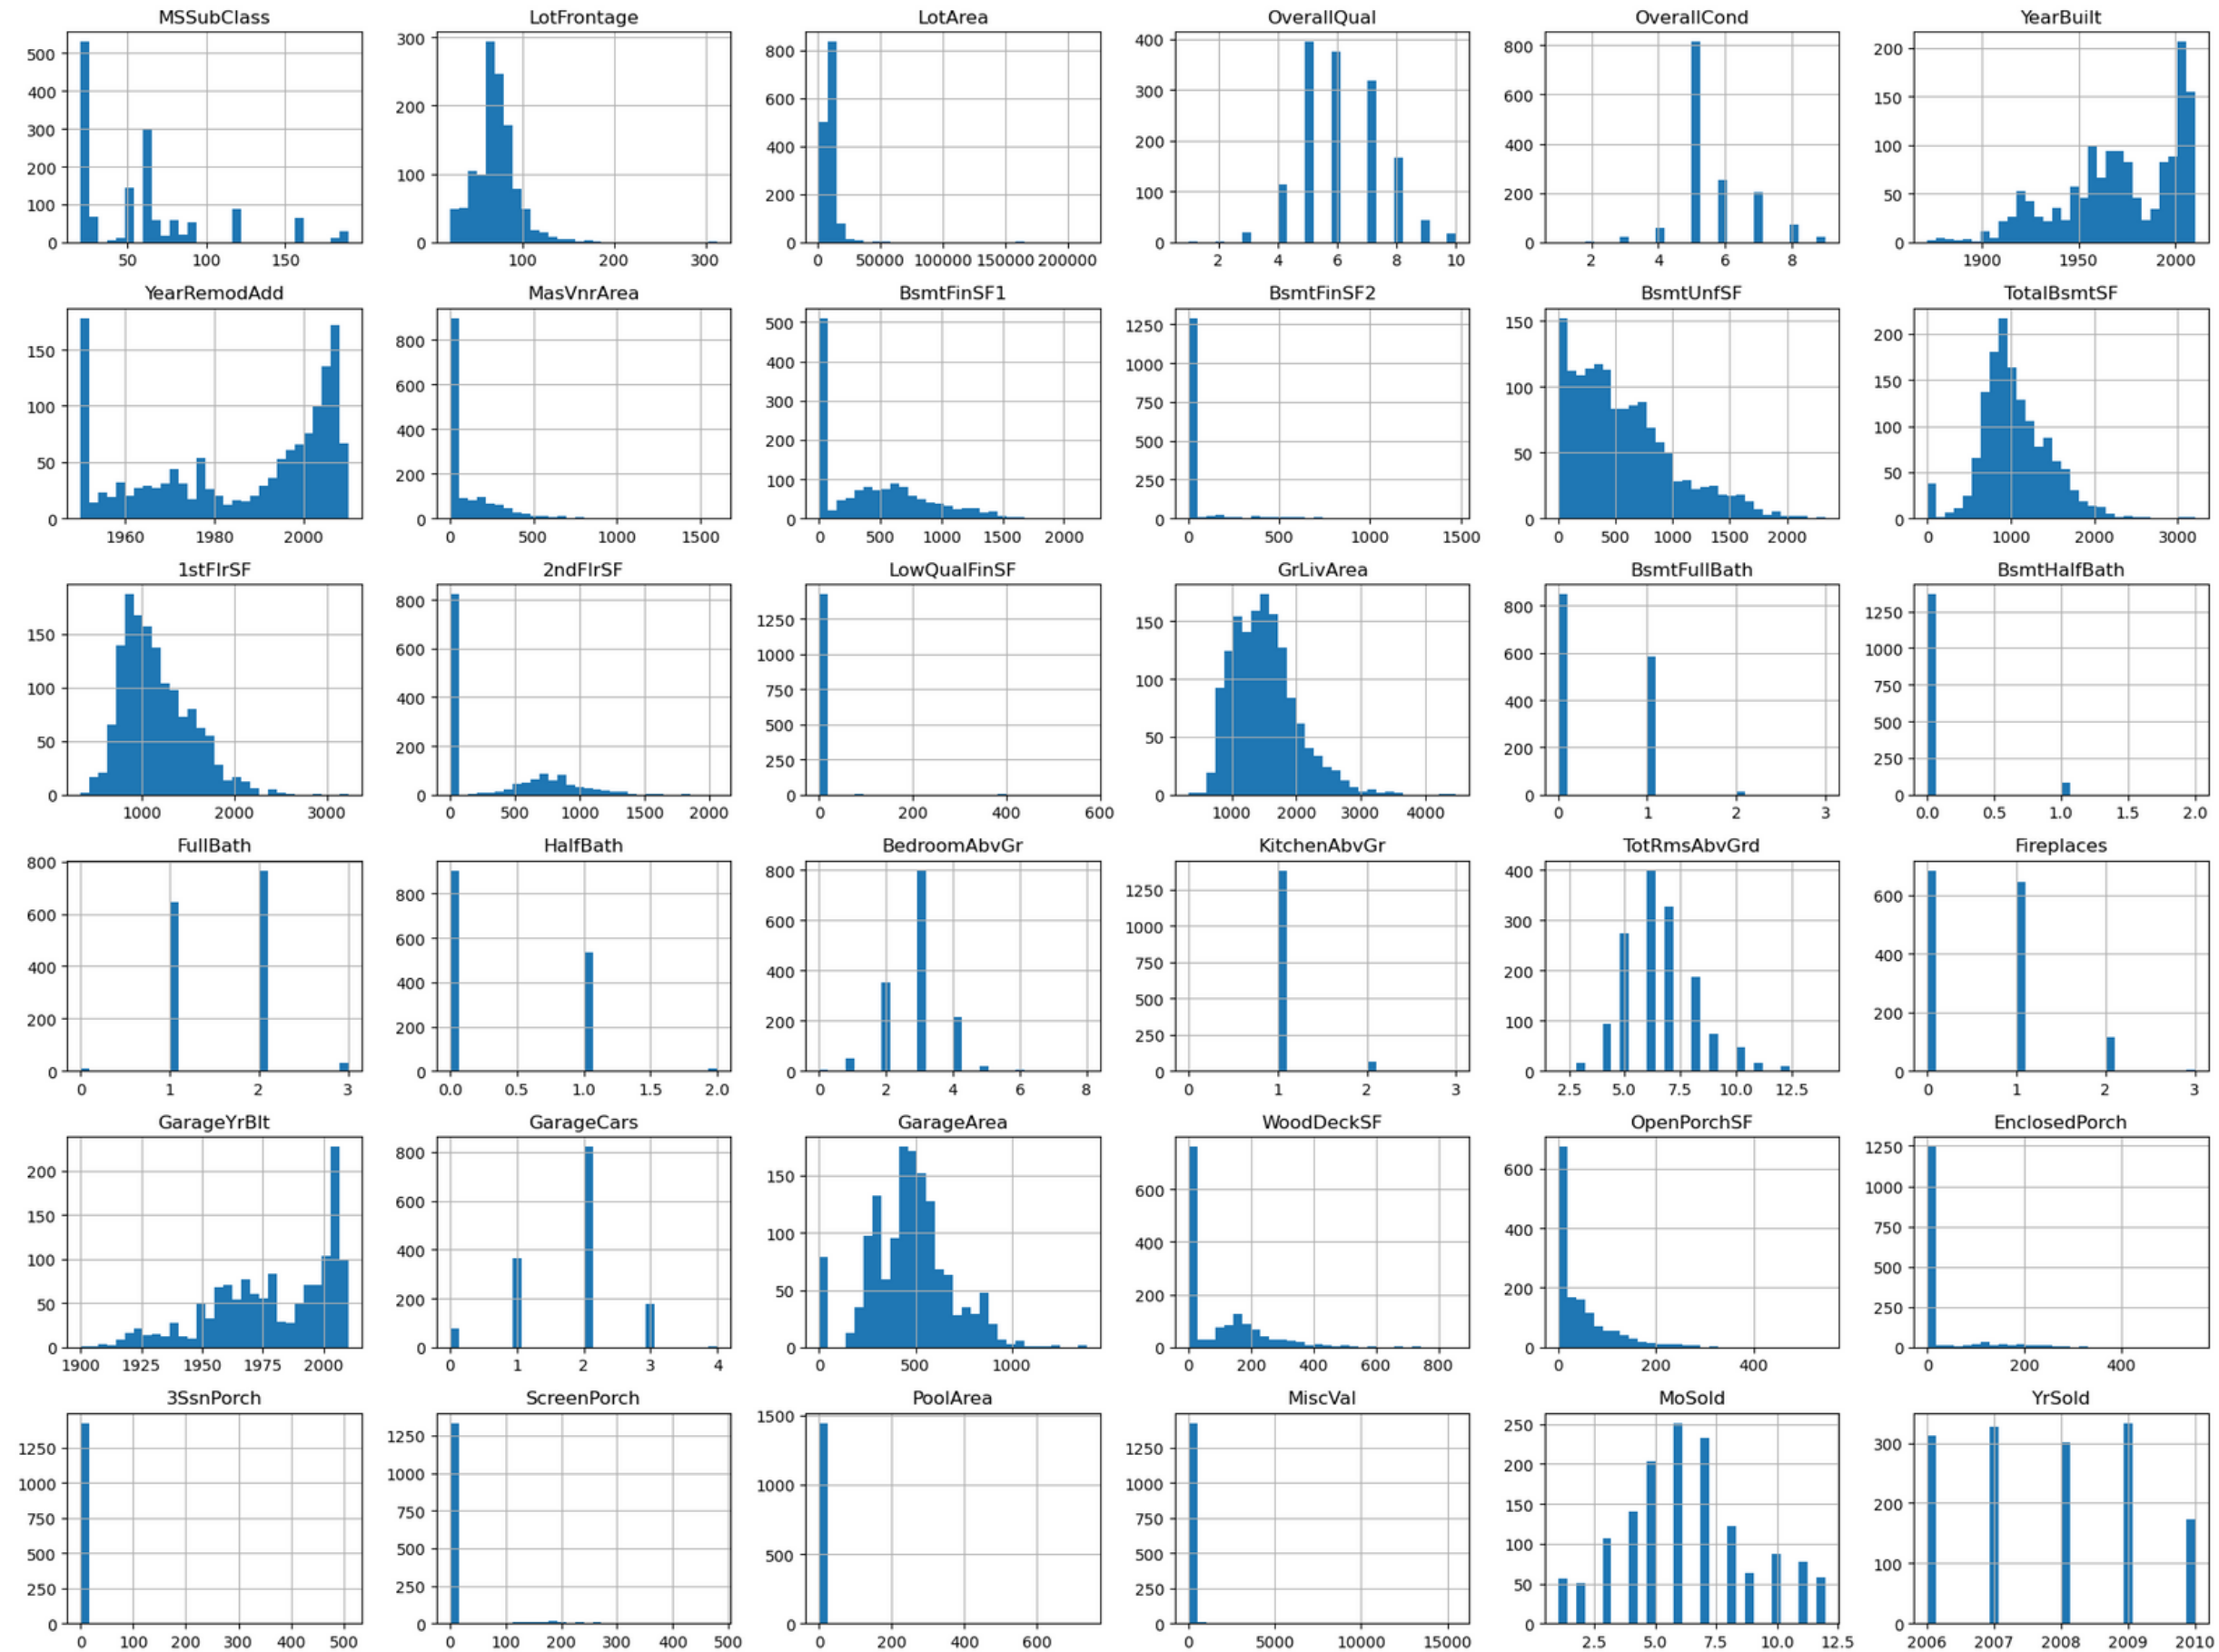 MSSubClass LotFrontage LotArea OverallQual OverallCond YearBuilt
500 300 800 400 800 200
400 200 600 300 600 150
300 400 200 400 100
200 100 200 100 200 50
100
0 0 0 0 0 0
50 100 150 100 200 300 0 50000 100000 150000 200000 2 4 6 8 10 2 4 6 8 1900 1950 2000
YearRemodAdd MasVnrArea BsmtFinSF1 BsmtFinSF2 BsmtUnfSF TotalBsmtSF
150 800 500 1250 150 200
100 600 400 1000 100 150
400 300 750 100
50 200 200 500 50 50
100 250
0 0 0 0 0 0
1960 1980 2000 0 500 1000 1500 0 500 1000 1500 2000 0 500 1000 1500 0 500 1000 1500 2000 0 1000 2000 3000
1stFlrSF 2ndFlrSF LowQualFinSF GrLivArea BsmtFullBath BsmtHalfBath
150 800 1250 150 800 1250
100 600 1000 100 600 1000
400 750 400 750
50 200 500 50 200 500
250 250
0 0 0 0 0 0
1000 2000 3000 0 500 1000 1500 2000 0 200 400 600 1000 2000 3000 4000 0 1 2 3 0.0 0.5 1.0 1.5 2.0
FullBath HalfBath BedroomAbvGr KitchenAbvGr TotRmsAbvGrd Fireplaces
800 800 800 1250 400 600
600 600 600 1000 300
400 400 400 750 200 400
200 200 200 500 100 200
250
0 0 0 0 0 0
0 1 2 3 0.0 0.5 1.0 1.5 2.0 0 2 4 6 8 0 1 2 3 2.5 5.0 7.5 10.0 12.5 0 1 2 3
GarageYrBlt GarageCars GarageArea WoodDeckSF OpenPorchSF EnclosedPorch
200 800 150 600 600 1250
150 600 100 400 400 1000
100 400 750
50 200 50 200 200 500
250
0 0 0 0 0 0
1900 1925 1950 1975 2000 0 1 2 3 4 0 500 1000 0 200 400 600 800 0 200 400 0 200 400
3SsnPorch ScreenPorch PoolArea MiscVal MoSold YrSold
1250 1250 1500 1250 250 300
1000 1000 1000 1000 200
750 750 750 150 200
500 500 500 500 100 100
250 250 250 50
0 0 0 0 0 0
0 100 200 300 400 500 0 100 200 300 400 500 0 200 400 600 0 5000 10000 15000 2.5 5.0 7.5 10.0 12.5 2006 2007 2008 2009 2010